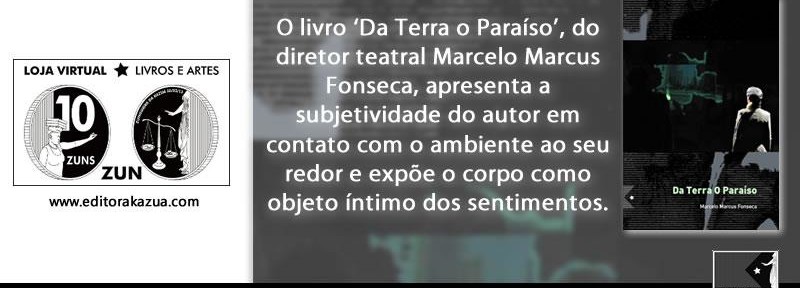 LOJA VIRTUAL ★ LIVROS E ARTES
10
ZUNS
ZUN
www.editorakazua.com
O livro ‘Da Terra o Paraíso’, do
diretor teatral Marcelo Marcus
Fonseca, apresenta a
subjetividade do autor em
contato com o ambiente ao seu
redor e expõe o corpo como
objeto íntimo dos sentimentos.
Da Terra O Paraíso
Marcelo Marcus Fonseca